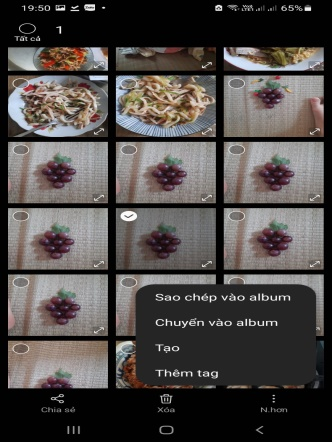 19:50 65%
1
Tất cả
Sao chép vào album
Chuyển vào album
Tạo
Thêm tag
Chia sẻ Xóa N.hơn